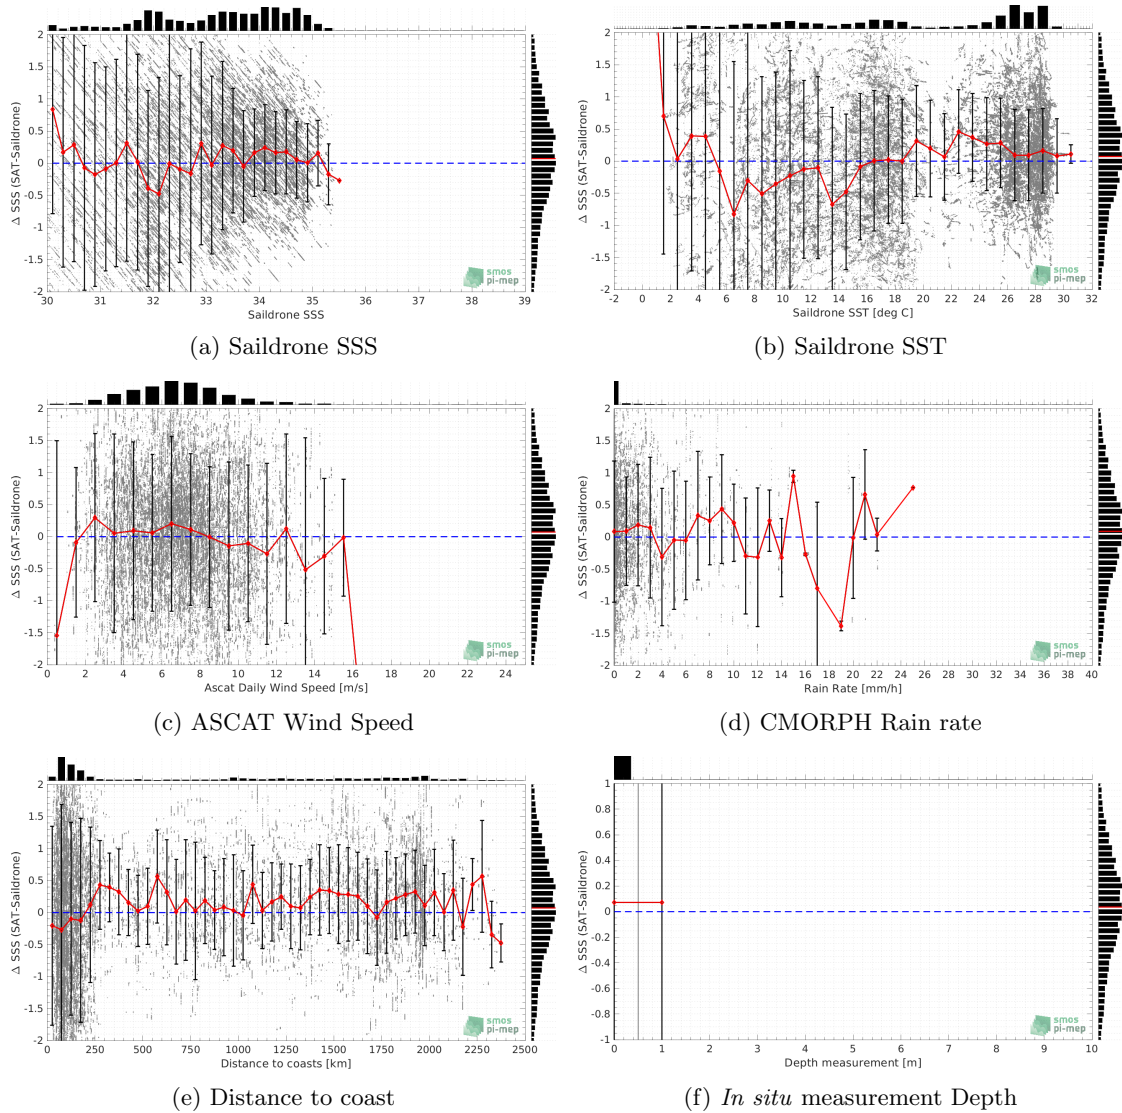 2
1.5
1
0.5
0
-0.5
-1
-1.5
-2
Δ SSS (SAT-Saildrone)
30 31 32 33 34 35 36 37 38 39
Saildrone SSS
smos
pi-mep
(a) Saildrone SSS
2
1.5
1
0.5
0
-0.5
-1
-1.5
-2
Δ SSS (SAT-Saildrone)
-2 0 2 4 6 8 10 12 14 16 18 20 22 24 26 28 30 32
Saildrone SST [deg C]
smos
pi-mep
(b) Saildrone SST
2
1.5
1
0.5
0
-0.5
-1
-1.5
-2
Δ SSS (SAT-Saildrone)
0 2 4 6 8 10 12 14 16 18 20 22 24
Ascat Daily Wind Speed [m/s]
smos
pi-mep
(c) ASCAT Wind Speed
2
1.5
1
0.5
0
-0.5
-1
-1.5
-2
Δ SSS (SAT-Saildrone)
0 2 4 6 8 10 12 14 16 18 20 22 24 26 28 30 32 34 36 38 40
Rain Rate [mm/h]
smos
pi-mep
(d) CMORPH Rain rate
2
1.5
1
0.5
0
-0.5
-1
-1.5
-2
Δ SSS (SAT-Saildrone)
0 250 500 750 1000 1250 1500 1750 2000 2250 2500
Distance to coasts [km]
smos
pi-mep
(e) Distance to coast
1
0.8
0.6
0.4
0.2
0
-0.2
-0.4
-0.6
-0.8
-1
Δ SSS (SAT-Saildrone)
0 1 2 3 4 5 6 7 8 9 10
Depth measurement [m]
smos
pi-mep
(f) In situ measurement Depth